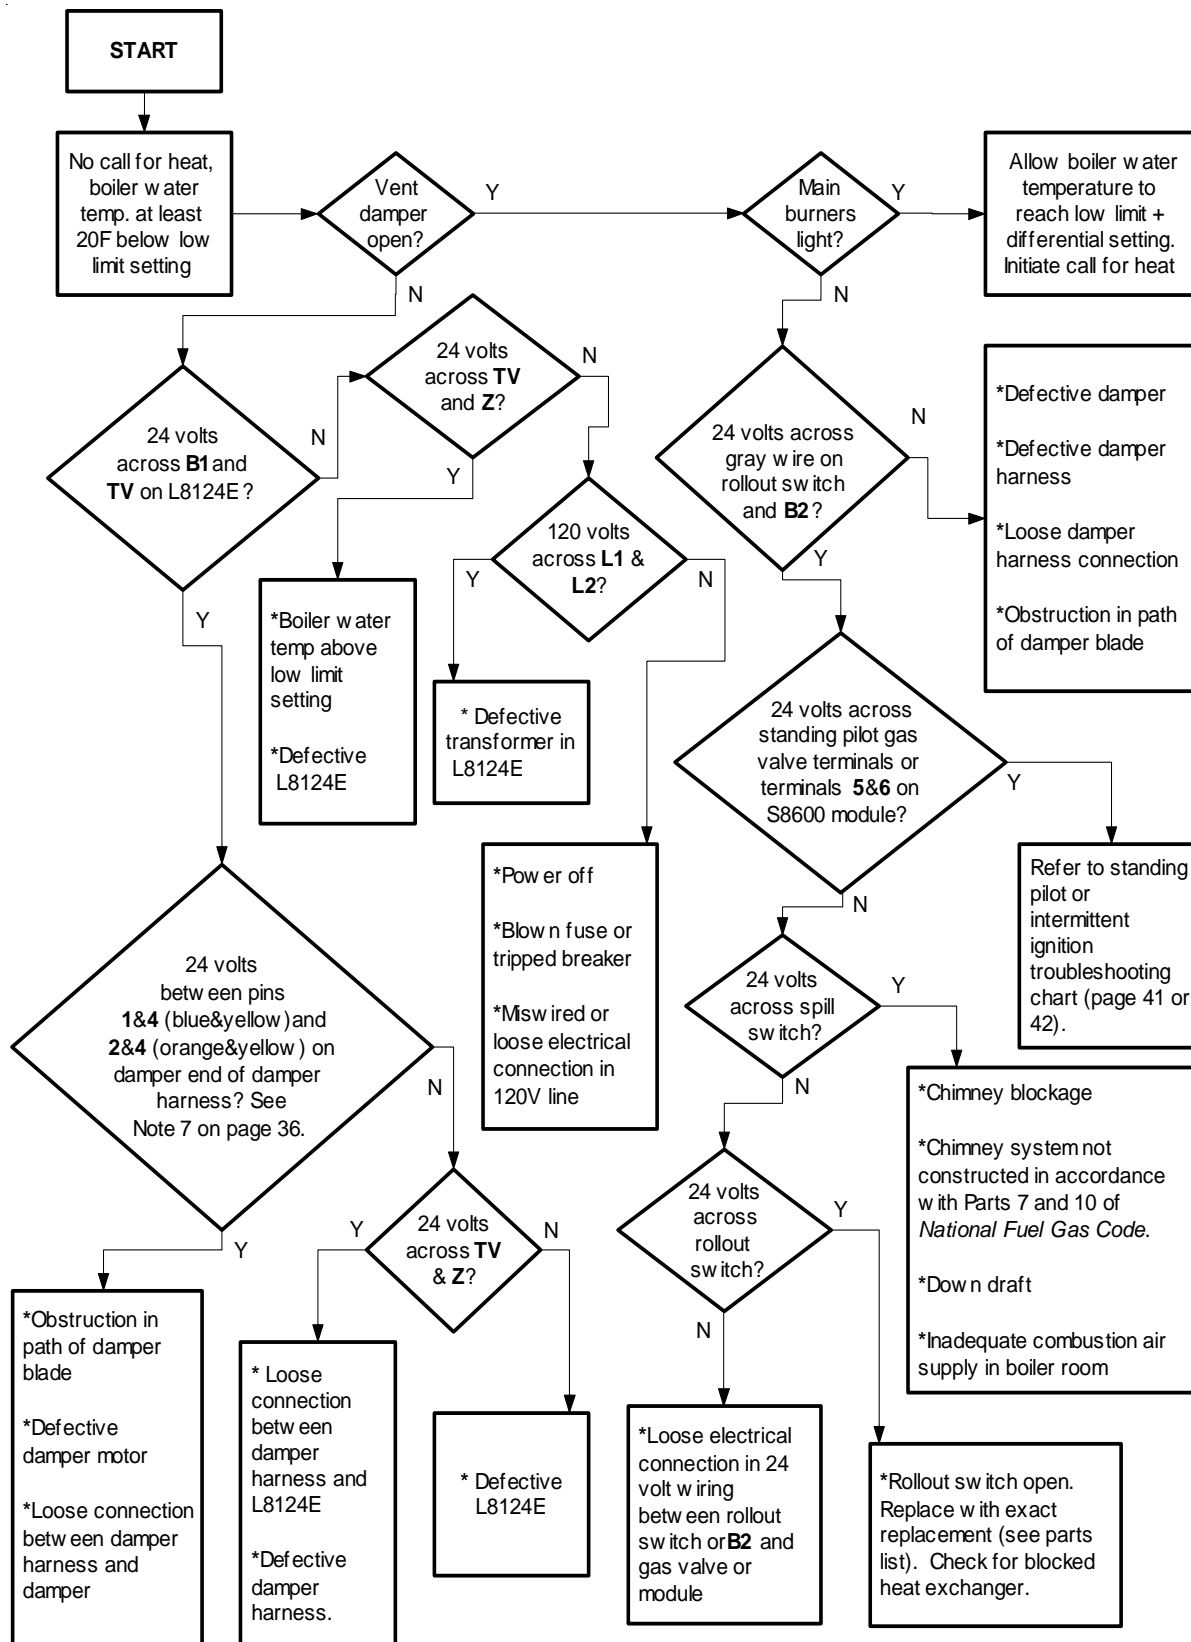 START
No call for heat,
boiler water
temp. at least
20F below low
limit setting
Vent
damper
open?
Y
Main
burners
light?
Y
Allow boiler water
temperature to
reach low limit +
differential setting.
Initiate call for heat
N
N
24 volts
across B1 and
TV on L8124E?
N
24 volts
across TV
and Z?
N
Y
Y
120 volts
across L1 &
L2?
Y
N
24 volts across
gray wire on
rollout switch
and B2?
N
Y
*Defective damper
*Defective damper
harness
*Loose damper
harness connection
*Obstruction in path
of damper blade
*Boiler water
temp above
low limit
setting
*Defective
L8124E
* Defective
transformer in
L8124E
24 volts across
standing pilot gas
valve terminals or
terminals 5&6 on
S8600 module?
Y
N
*Power off
*Blown fuse or
tripped breaker
*Miswired or
loose electrical
connection in
120V line
Refer to standing
pilot or
intermittent
ignition
troubleshooting
chart (page 41 or
42).
24 volts
between pins
1&4 (blue&yellow)and
2&4 (orange&yellow) on
damper end of damper
harness? See
Note 7 on page 36.
N
Y
24 volts
across spill
switch?
Y
N
*Chimney blockage
*Chimney system not
constructed in accordance
with Parts 7 and 10 of
National Fuel Gas Code.
*Down draft
*Inadequate combustion air
supply in boiler room
24 volts
across TV
& Z?
Y
N
24 volts
across
rollout
switch?
Y
N
*Obstruction in
path of damper
blade
*Defective
damper motor
*Loose connection
between damper
harness and
damper
* Loose
connection
between
damper
harness and
L8124E
*Defective
damper
harness.
* Defective
L8124E
*Loose electrical
connection in 24
volt wiring
between rollout
switch orB2 and
gas valve or
module
*Rollout switch open.
Replace with exact
replacement (see parts
list). Check for blocked
heat exchanger.